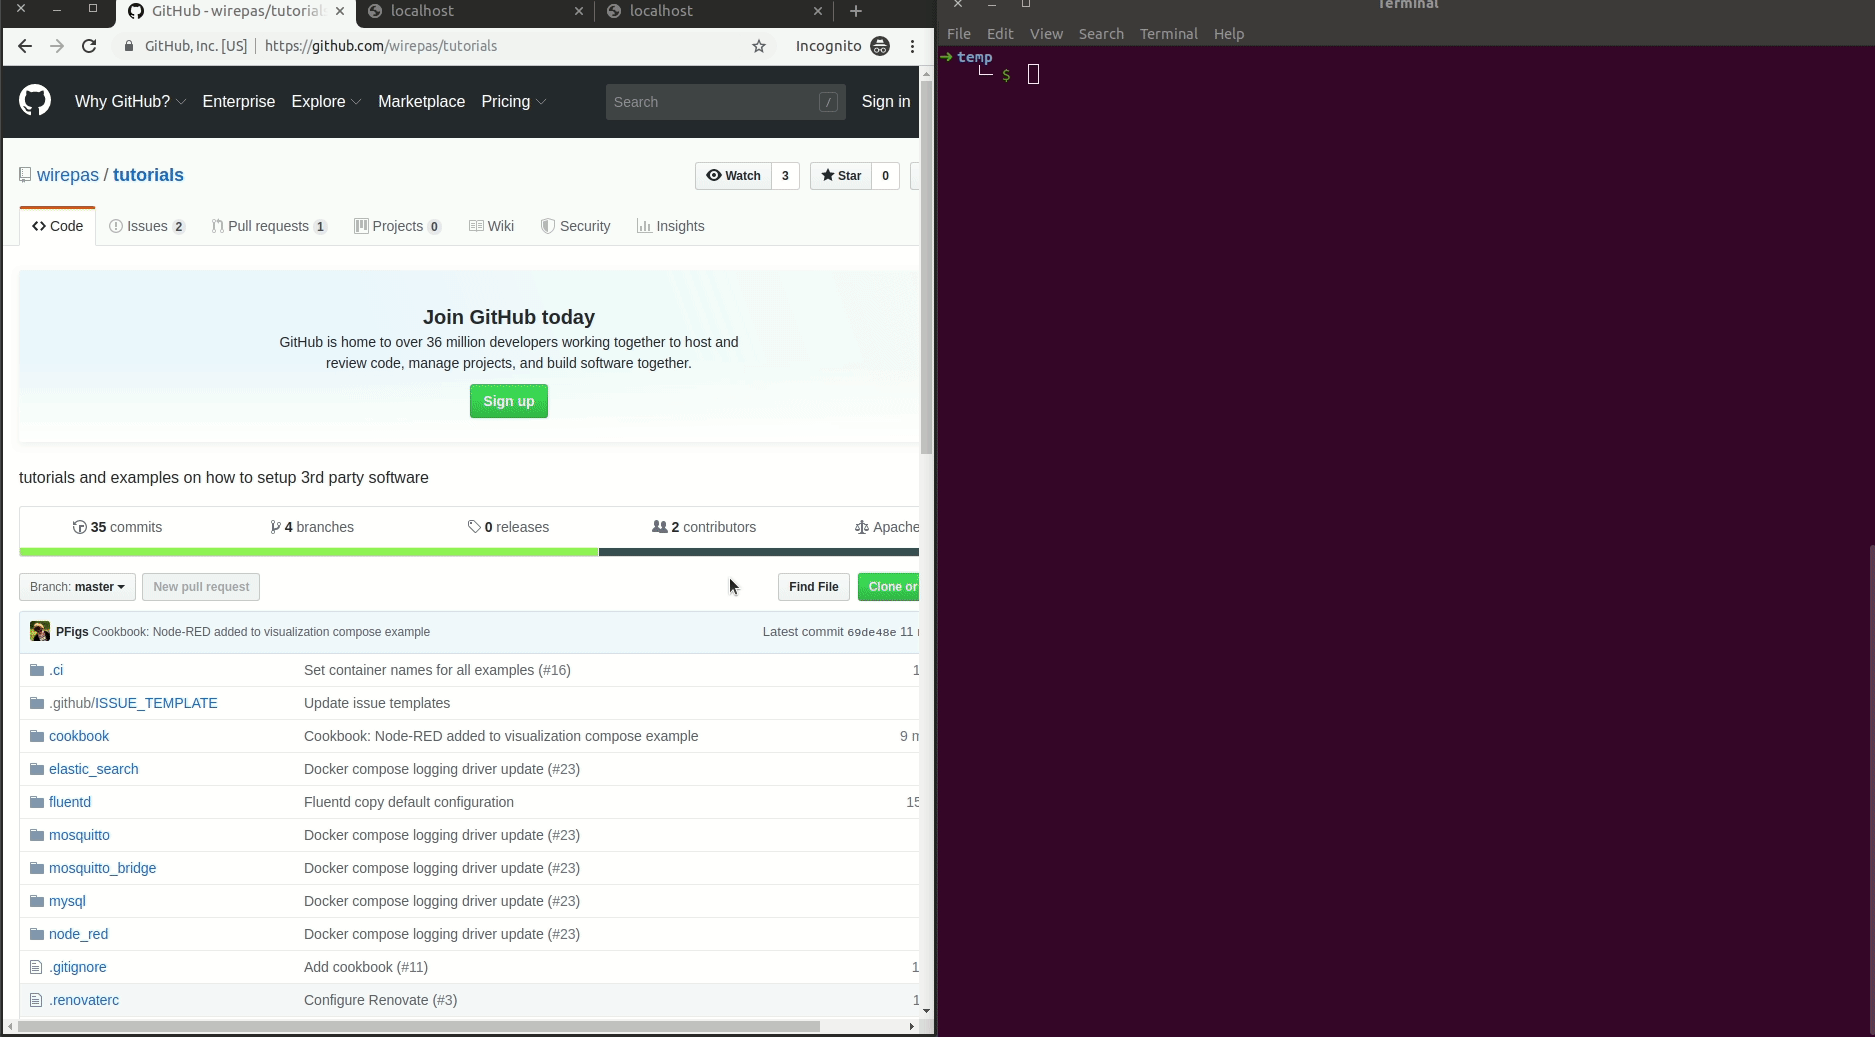 GitHub - wirepas/tutorials
localhost
localhost
GitHub, Inc. [US] https://github.com/wirepas/tutorials Incognito
Why GitHub? Enterprise Explore Marketplace Pricing Search / Sign in
wirepas / tutorials
Watch 3 Star 0
Code Issues 2 Pull requests 1 Projects 0 Wiki Security Insights
Join GitHub today
GitHub is home to over 36 million developers working together to host and
review code, manage projects, and build software together.
Sign up
tutorials and examples on how to setup 3rd party software
35 commits 4 branches 0 releases 2 contributors Apache
Branch: master New pull request Find File Clone or
PFigs Cookbook: Node-RED added to visualization compose example Latest commit 69de48e 11
.ci Set container names for all examples (#16) 1
.github/ISSUE_TEMPLATE Update issue templates
cookbook Cookbook: Node-RED added to visualization compose example 9 m
elastic_search Docker compose logging driver update (#23)
fluentd Fluentd copy default configuration 15
mosquitto Docker compose logging driver update (#23)
mosquitto_bridge Docker compose logging driver update (#23)
mysql Docker compose logging driver update (#23)
node_red Docker compose logging driver update (#23)
.gitignore Add cookbook (#11) 1
.renovaterc Configure Renovate (#3) 1
Terminal
File Edit View Search Terminal Help
➜ temp
└─ $